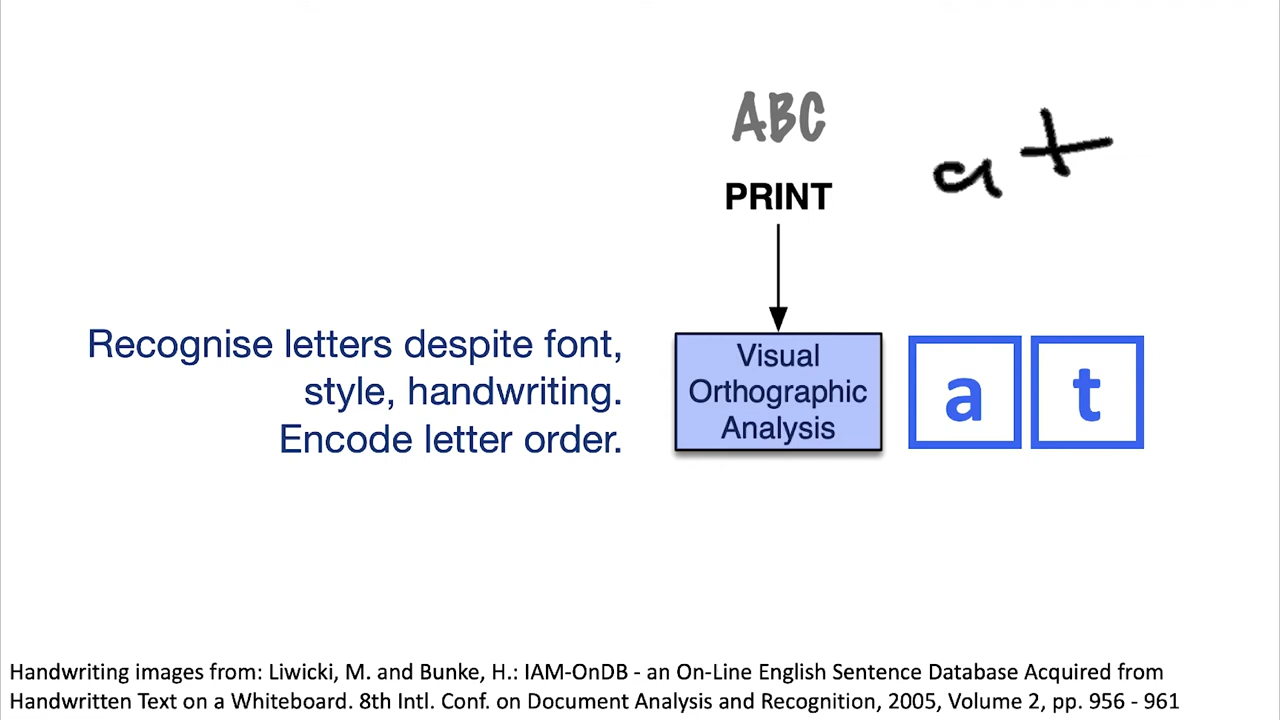 ABC
at
PRINT
Recognise letters despite font,
style, handwriting.
Encode letter order.
Visual
Orthographic
Analysis
a t
Handwriting images from: Liwicki, M. and Bunke, H.: IAM-OnDB - an On-Line English Sentence Database Acquired from
Handwritten Text on a Whiteboard. 8th Intl. Conf. on Document Analysis and Recognition, 2005, Volume 2, pp. 956 - 961